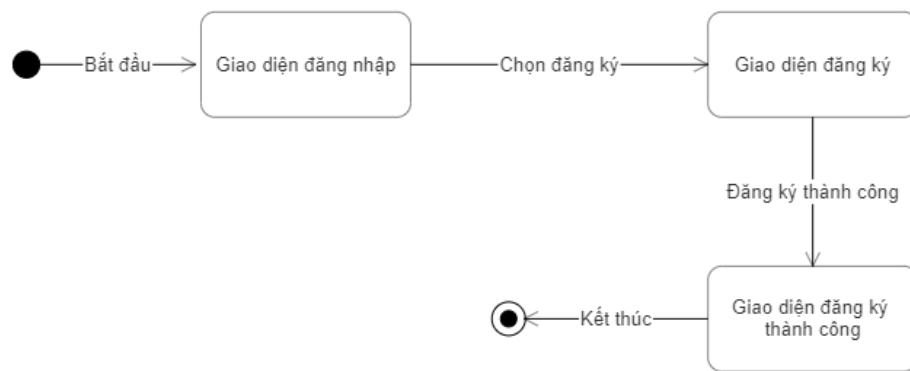 Bắt đầu
Giao diện đăng nhập
Chọn đăng ký
Giao diện đăng ký
Đăng ký thành công
Giao diện đăng ký
thành công
Kết thúc